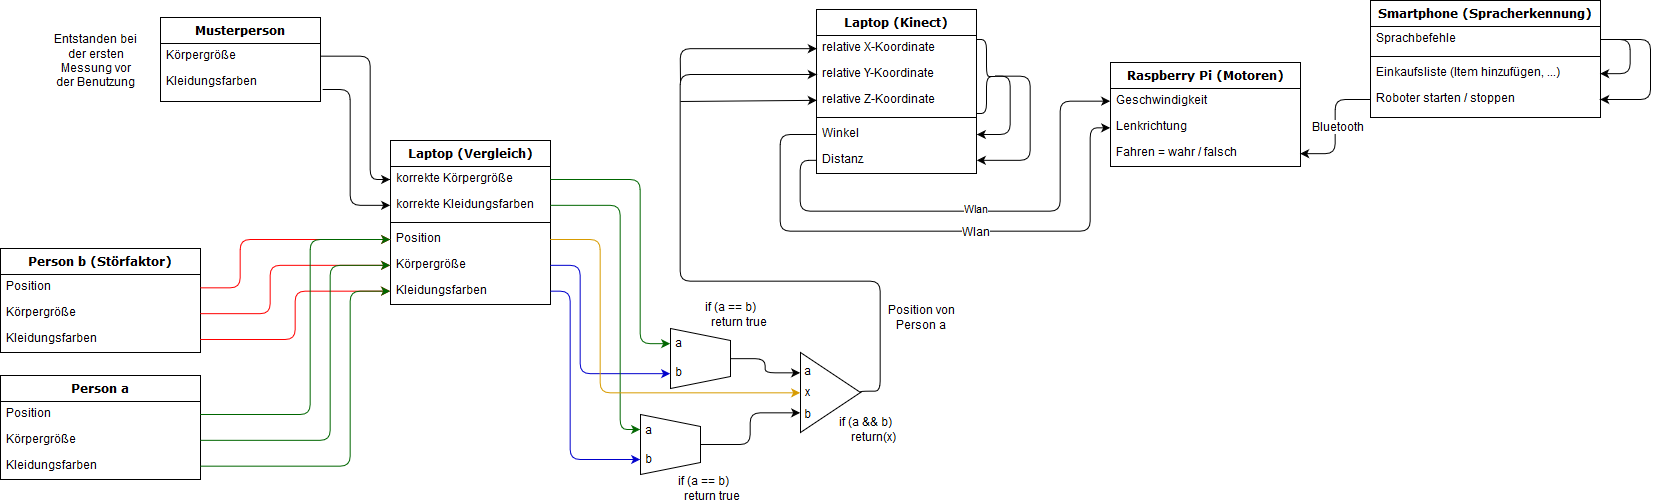 Entstanden bei
der ersten
Messung vor
der Benutzung
Musterperson
Körpergröße
Kleidungsfarben
Laptop (Vergleich)
korrekte Körpergröße
korrekte Kleidungsfarben
Position
Körpergröße
Kleidungsfarben
Person b (Störfaktor)
Position
Körpergröße
Kleidungsfarben
Person a
Position
Körpergröße
Kleidungsfarben
if (a == b)
return true
a
b
if (a == b)
return true
a
b
a
x
b
if (a && b)
return(x)
Position von
Person a
Laptop (Kinect)
relative X-Koordinate
relative Y-Koordinate
relative Z-Koordinate
Winkel
Distanz
Wlan
Wlan
Raspberry Pi (Motoren)
Geschwindigkeit
Lenkrichtung
Fahren = wahr / falsch
Bluetooth
Smartphone (Spracherkennung)
Sprachbefehle
Einkaufsliste (Item hinzufügen, ...)
Roboter starten / stoppen